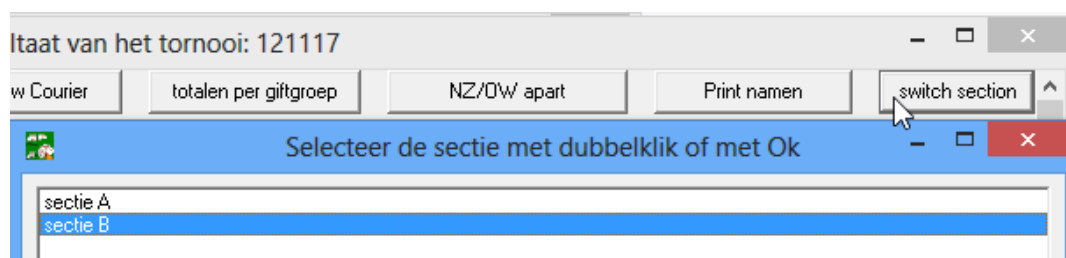 ltaat van het tornooi: 121117
w Courier totalen per giftgroep NZ/OW apart Print namen switch section
Selecteer de sectie met dubbelklik of met Ok
sectie A
sectie B